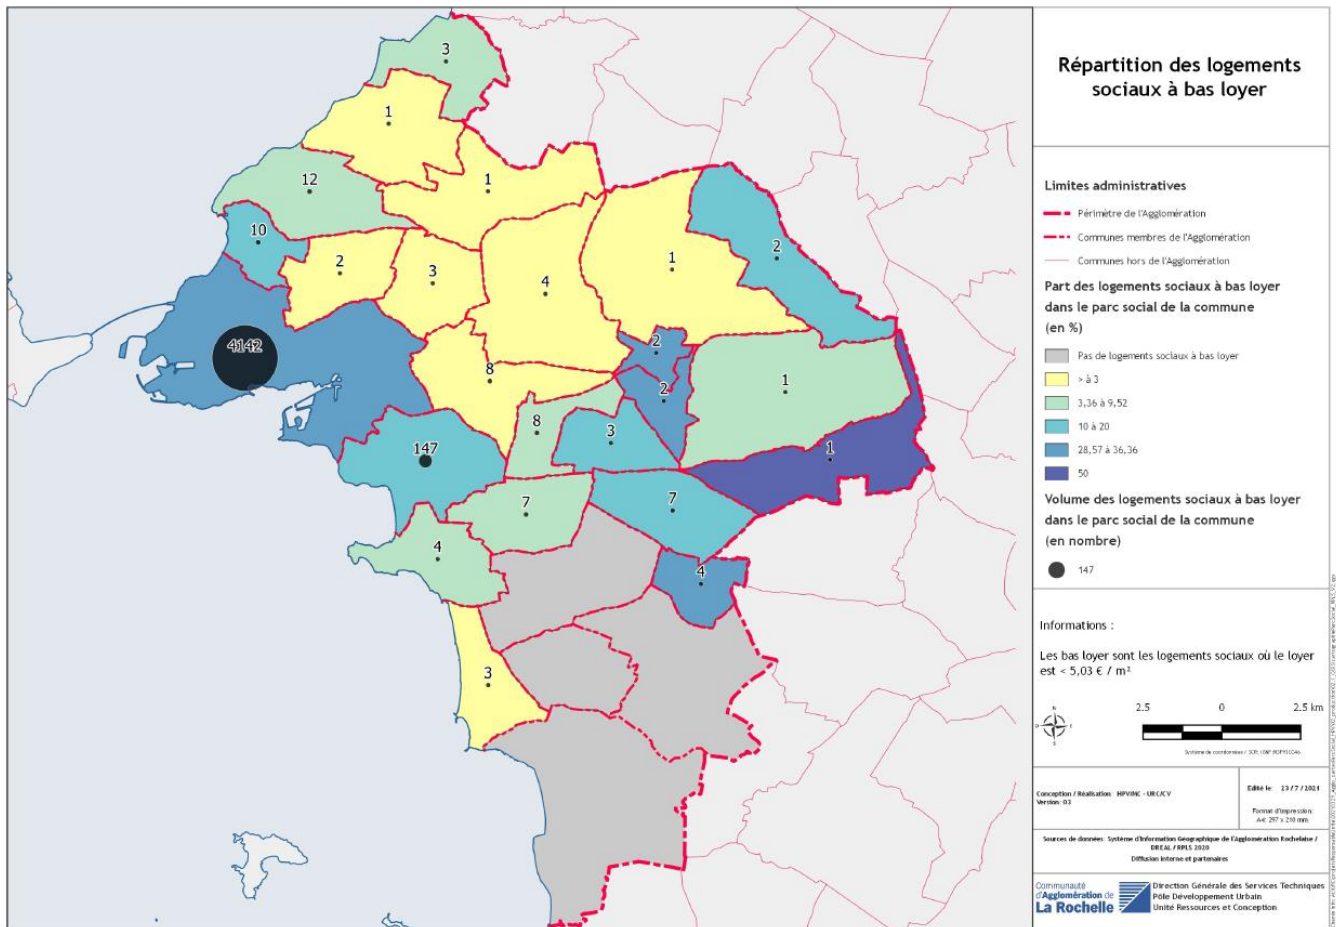 3
1
12
1
10
2
3
4
1
2
4142
2
8
2
1
8
3
1
147
7
7
4
4
3
Répartition des logements
sociaux à bas loyer
Limites administratives
Périmètre de l'Agglomération
Communes membres de l'Agglomération
Communes hors de l'Agglomération
Part des logements sociaux à bas loyer
dans le parc social de la commune
(en %)
Pas de logements sociaux à bas loyer
> à 3
3,36 à 9,52
10 à 20
28,57 à 36,36
50
Volume des logements sociaux à bas loyer
dans le parc social de la commune
(en nombre)
147
Informations :
Les bas loyer sont les logements sociaux où le loyer
est < 5,03 € / m²
N
S
2.5 0 2.5 km
Système de coordonnées /
Conception / Réalisation HPV/MC - URC/CV
Version: 03
Edité le 23/7/2021
Format d'impression:
A4: 297 x 210 mm
Sources de données Système d'Information Géographique de l'Agglomération Rochelaise /
DREAL / RPLS 2020
Diffusion interne et partenaires
Communauté
d'Agglomération de
La Rochelle
Direction Générale des Services Techniques
Pôle Développement Urbain
Unité Ressources et Conception